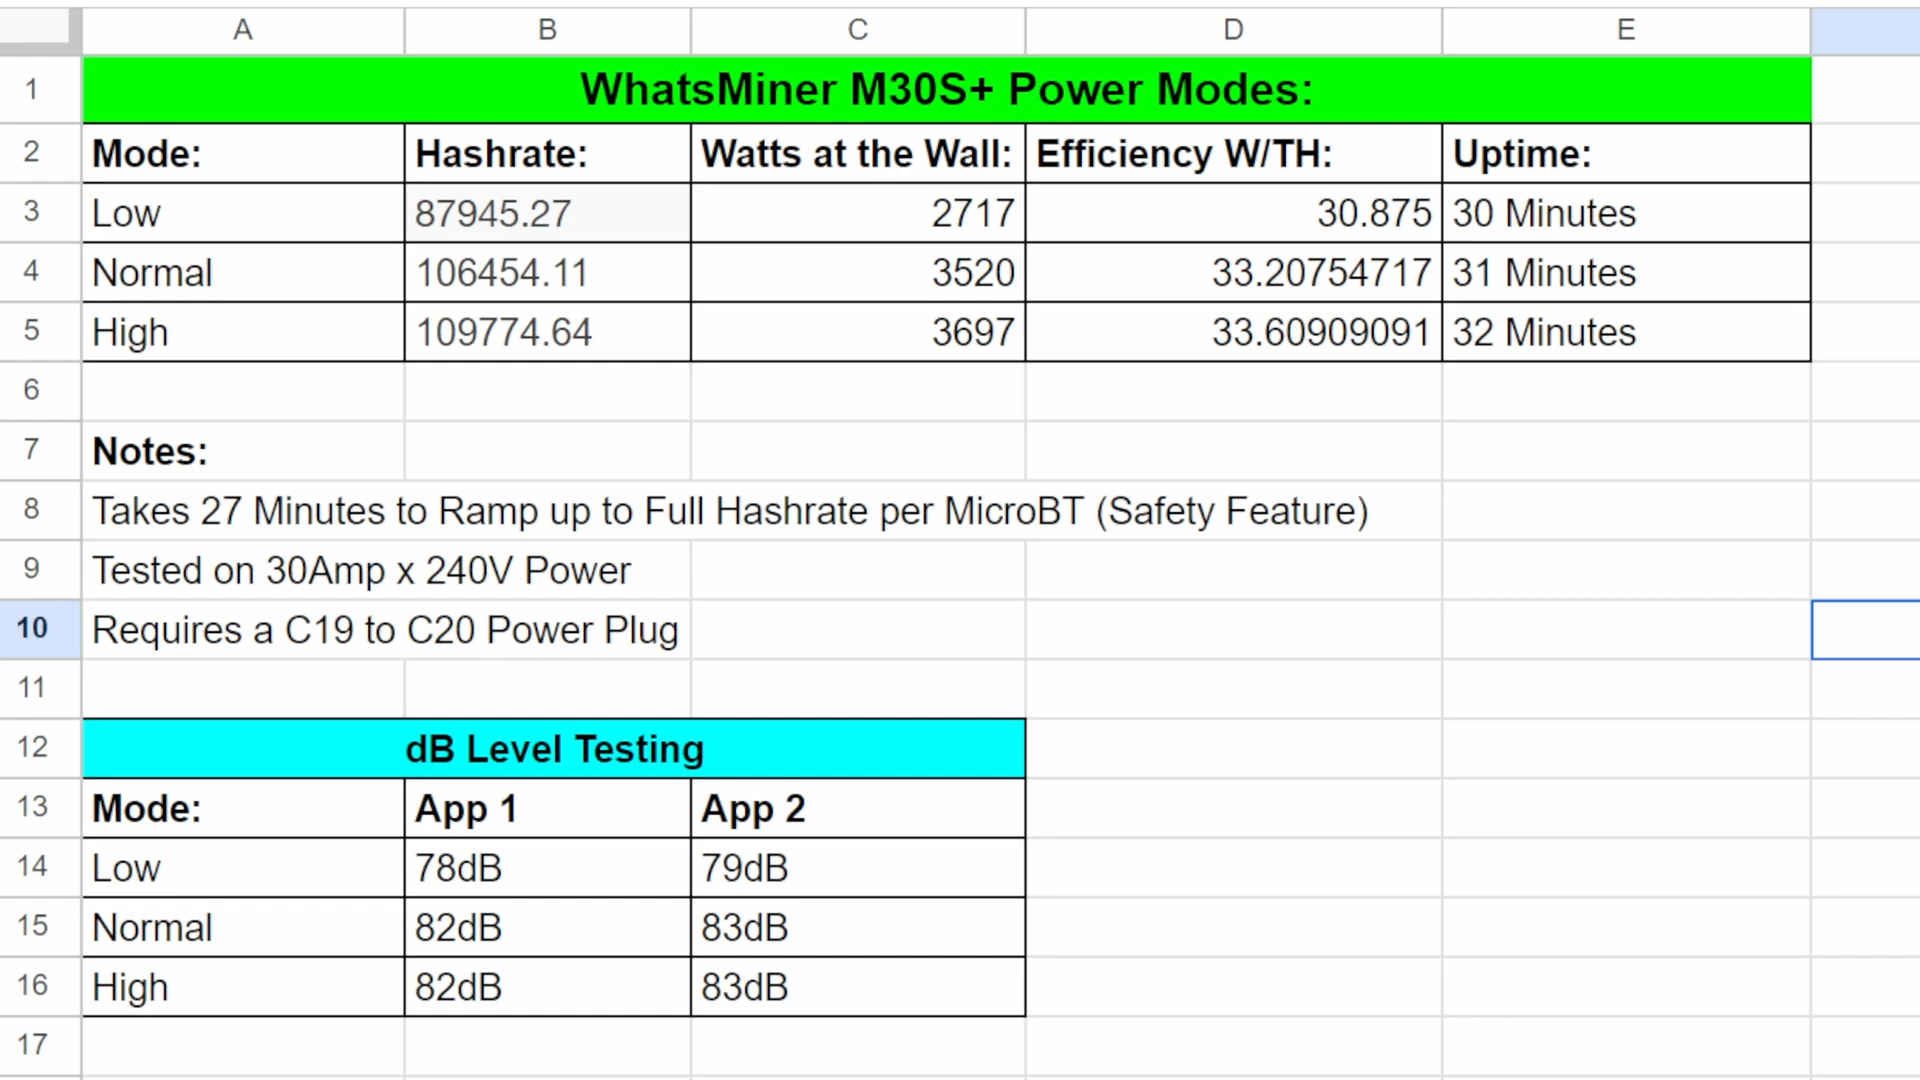 A B C D E
1 WhatsMiner M30S+ Power Modes:
2 Mode: Hashrate: Watts at the Wall: Efficiency W/TH: Uptime:
3 Low 87945.27 2717 30.875 30 Minutes
4 Normal 106454.11 3520 33.20754717 31 Minutes
5 High 109774.64 3697 33.60909091 32 Minutes
6
7 Notes:
8 Takes 27 Minutes to Ramp up to Full Hashrate per MicroBT (Safety Feature)
9 Tested on 30Amp x 240V Power
10 Requires a C19 to C20 Power Plug
11
12 dB Level Testing
13 Mode: App 1 App 2
14 Low 78dB 79dB
15 Normal 82dB 83dB
16 High 82dB 83dB
17